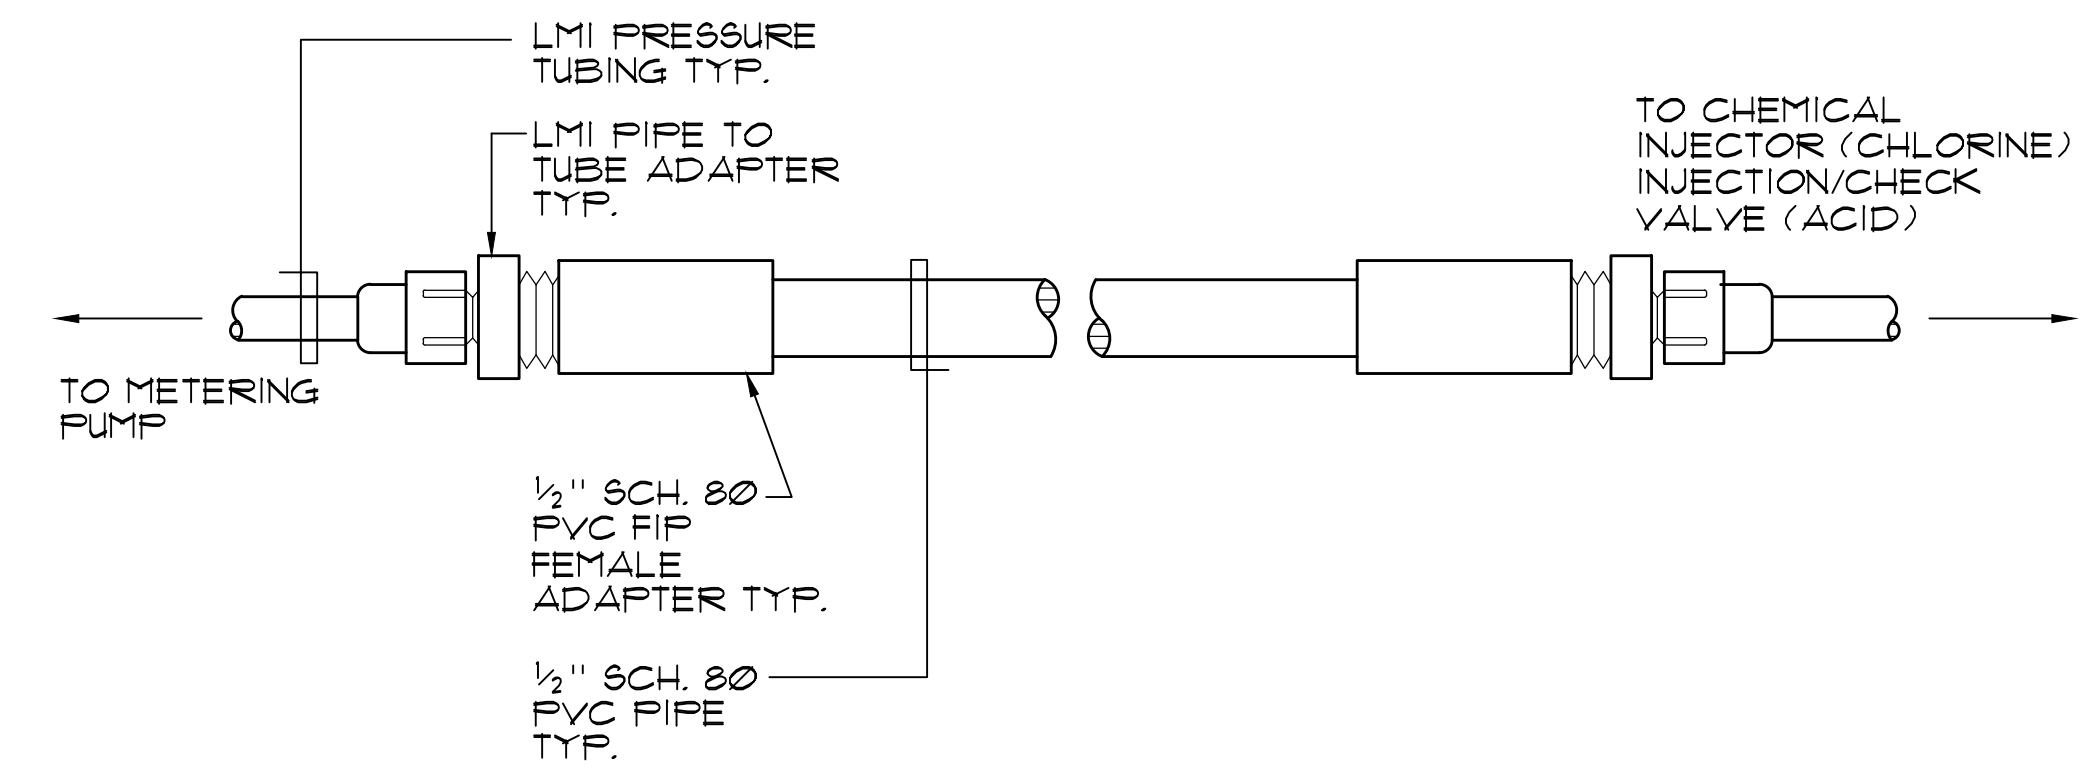 LMI PRESSURE
TUBING TYP.
LMI PIPE TO
TUBE ADAPTER
TYP.
TO CHEMICAL
INJECTOR (CHLORINE)
INJECTION/CHECK
VALVE (ACID)
TO METERING
PUMP
½" SCH. 80
PVC FIP
FEMALE
ADAPTER TYP.
½" SCH. 80
PVC PIPE
TYP.